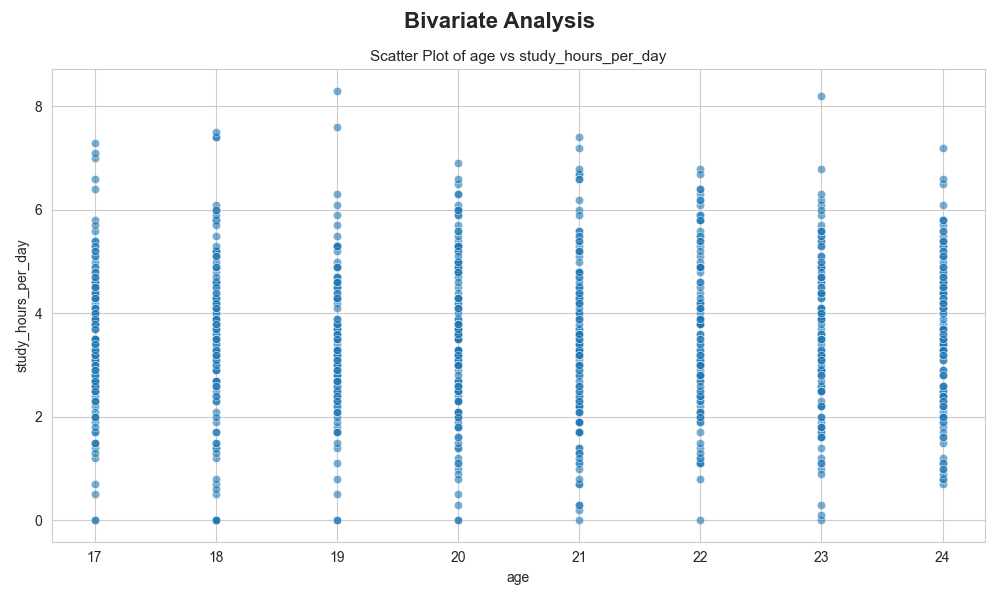 Bivariate Analysis
Scatter Plot of age vs study_hours_per_day
8
6
4
2
0
study_hours_per_day
17 18 19 20 21 22 23 24
age